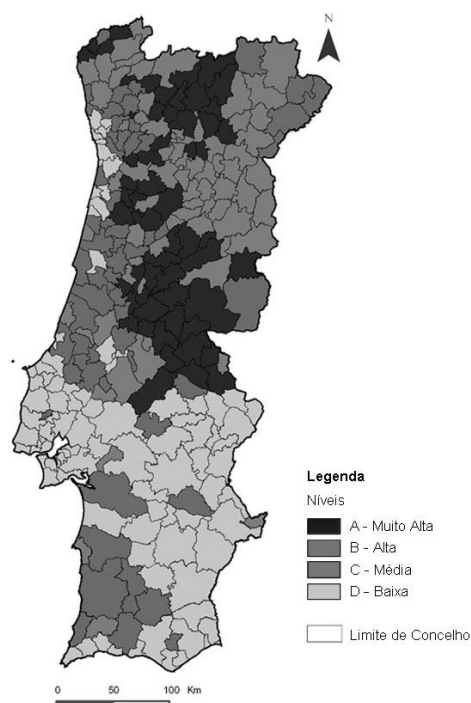 N
Legenda
Níveis
A - Muito Alta
B - Alta
C - Média
D - Baixa
Limite de Concelho
0 50 100 Km